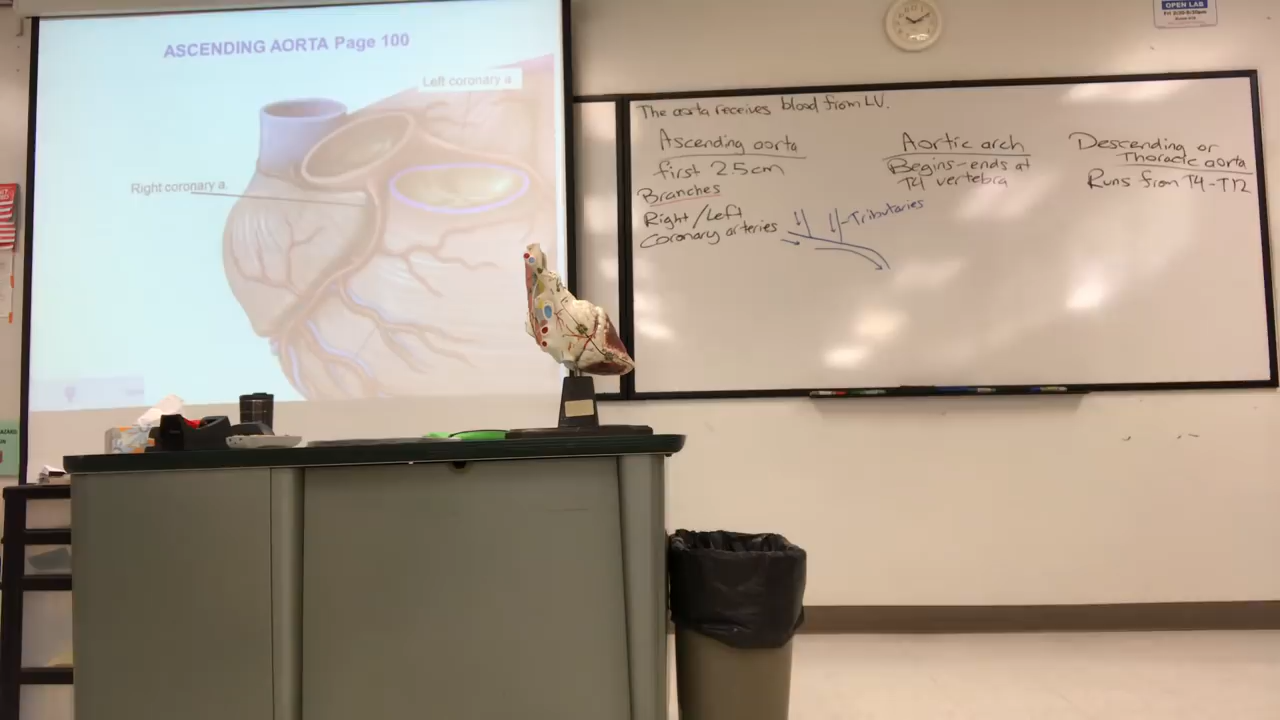 ASCENDING AORTA Page 100
Left coronary a
Right coronary a.
The aorta receives blood from LV.
Ascending aorta
first 25cm
Branches
Right/Left
Coronary arteries
Tributaries
Aortic arch
Begins-ends at
T4 vertebra
Descending or
Thoracic aorta
Runs from T4-T12
OPEN LAB